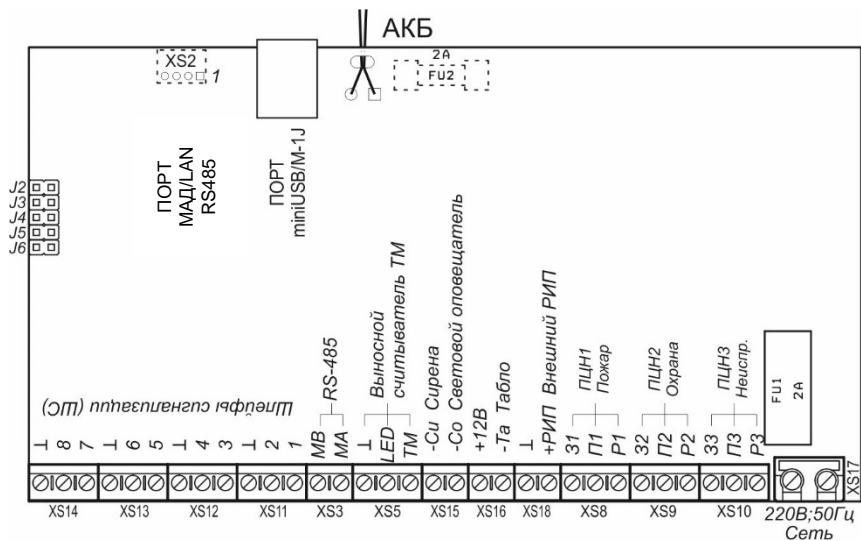 АКБ
XS2
1
2A
FU2
ПОРТ
МАД/LAN
RS485
ПОРТ
miniUSB/M-1J
J2
J3
J4
J5
J6
Шлейфы сигнализации (ШС)
⊥
8
7
⊥
6
5
⊥
4
3
⊥
2
1
RS-485
MB
MA
Выносной
считыватель ТМ
⊥
LED
TM
-Си Сирена
-Со Световой оповещатель
+12В
-Та Табло
⊥
+РИП Внешний РИП
ПЦН1
Пожар
З1
П1
Р1
ПЦН2
Охрана
З2
П2
Р2
ПЦН3
Неиспр.
З3
П3
Р3
FU1
2A
XS17
XS14
XS13
XS12
XS11
XS3
XS5
XS15
XS16
XS18
XS8
XS9
XS10
220В;50Гц
Сеть